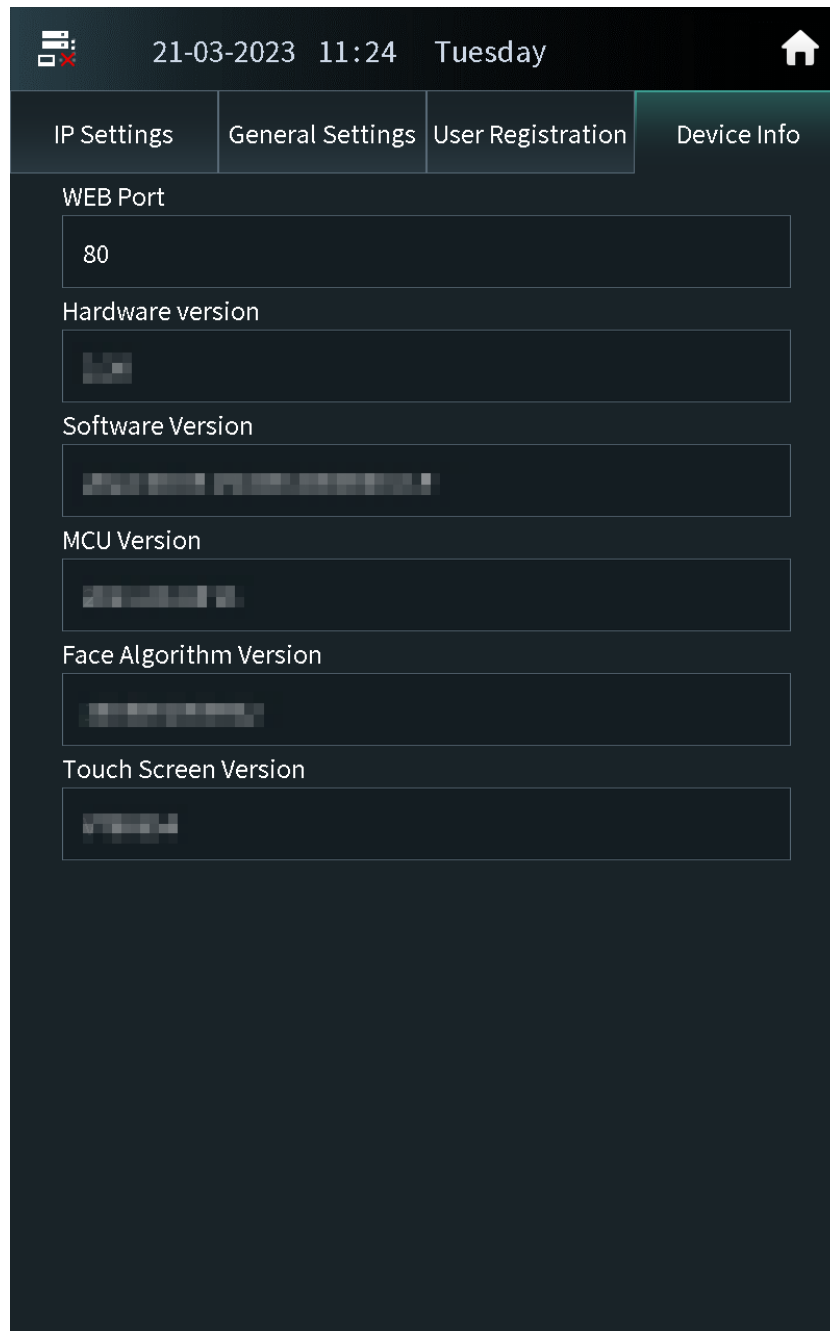 21-03-2023 11:24 Tuesday
IP Settings General Settings User Registration Device Info
WEB Port
80
Hardware version
Software Version
MCU Version
Face Algorithm Version
Touch Screen Version